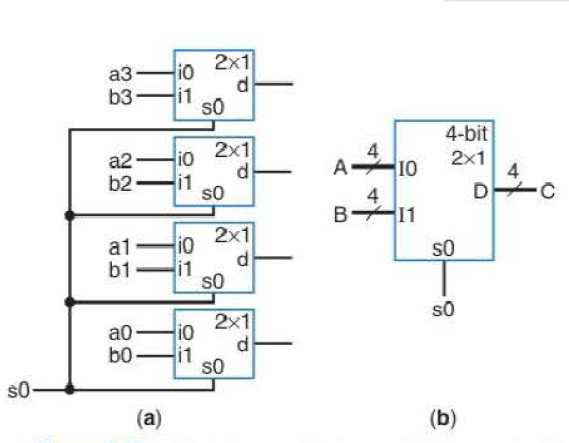 a3 i0 2×1
b3 i1 d
s0
a2 i0 2×1
b2 i1 d
s0
a1 i0 2×1
b1 i1 d
s0
a0 i0 2×1
b0 i1 d
s0
s0
(a)
4-bit
2×1
A 4 I0
4 D 4 C
B I1
s0
s0
(b)